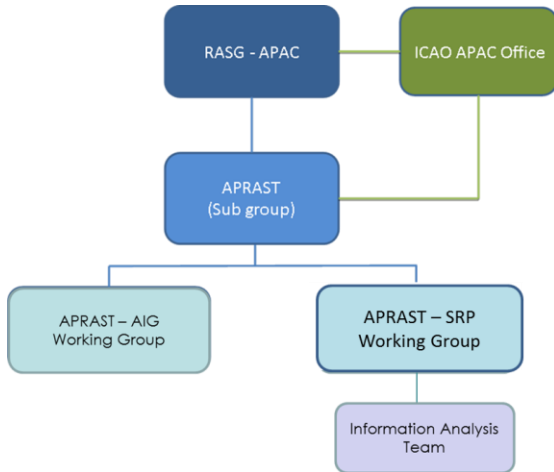 RASG - APAC
ICAO APAC Office
APRAST
(Sub group)
APRAST – AIG
Working Group
APRAST – SRP
Working Group
Information Analysis
Team